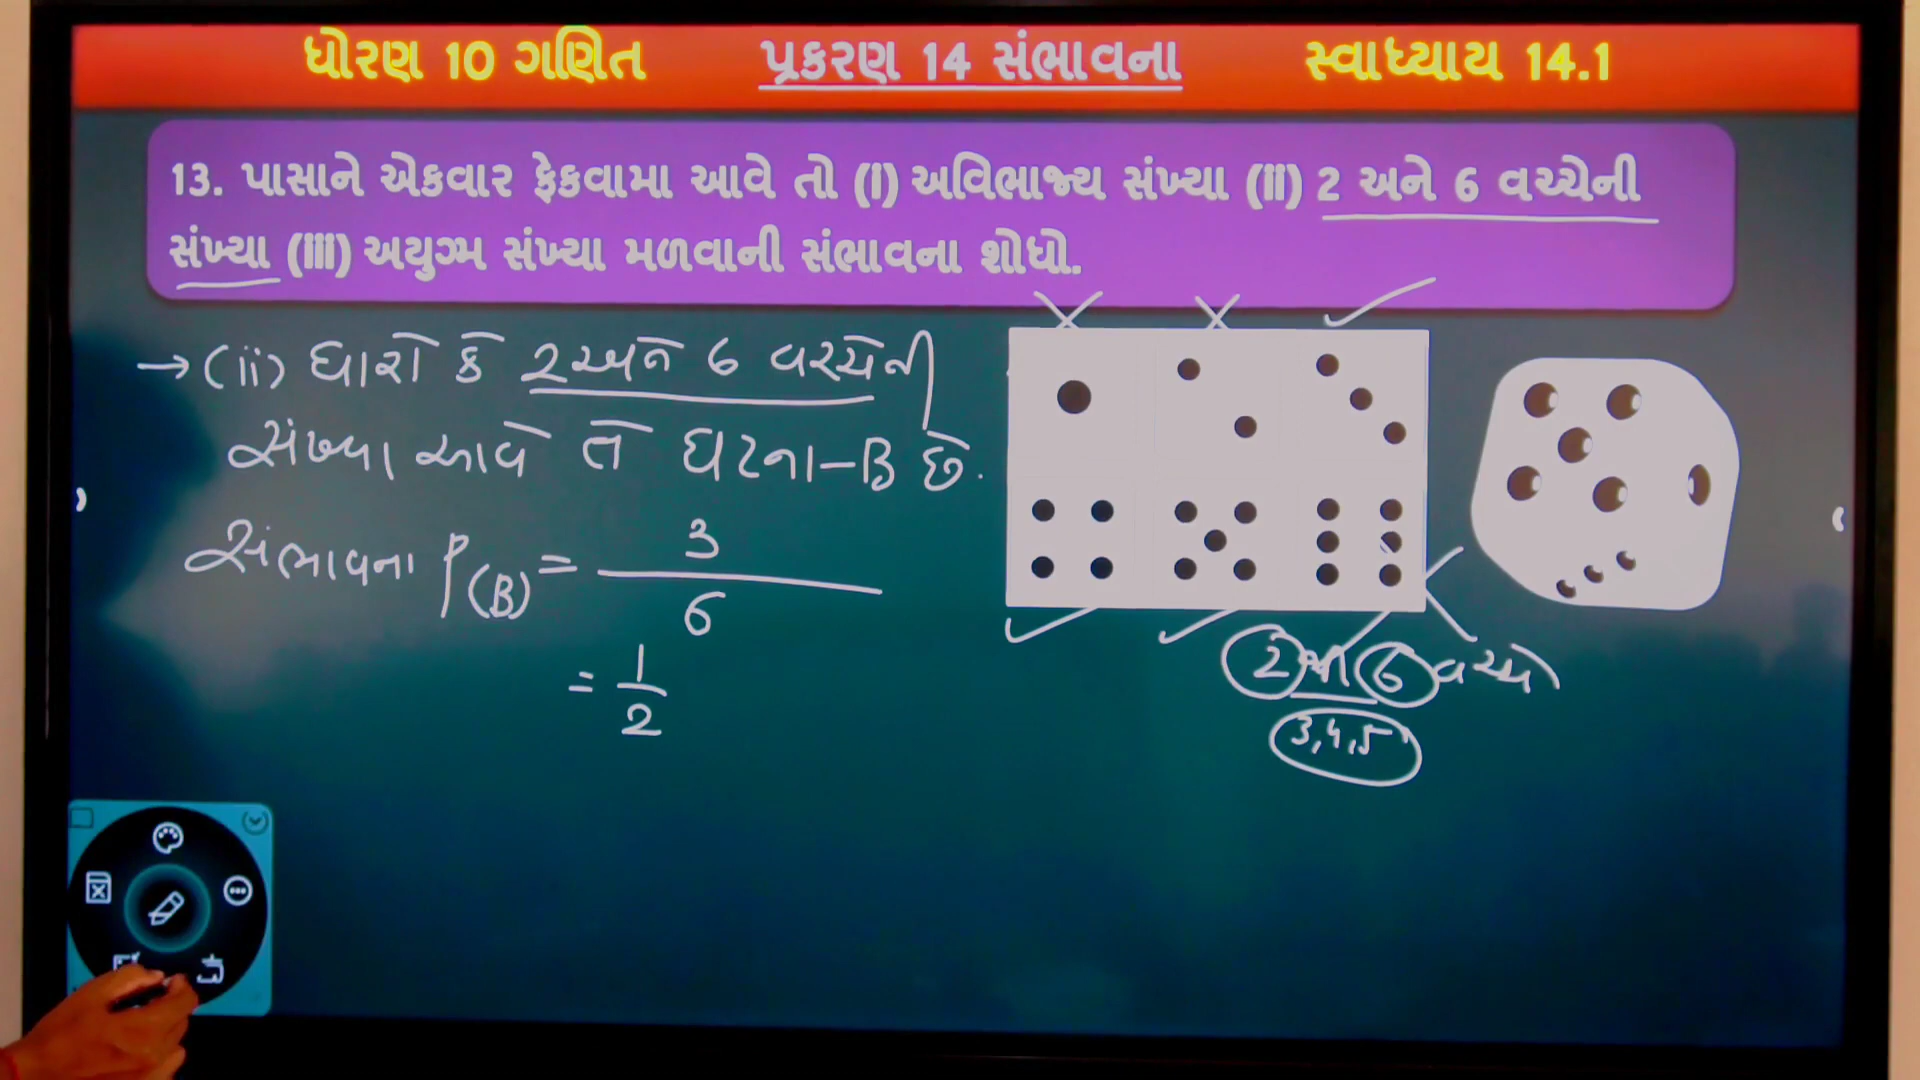 ધોરણ 10 ગણિત પ્રકરણ 14 સંભાવના સ્વાધ્યાય 14.1
13. પાસાને એકવાર ફેકવામા આવે તો (i) અવિભાજ્ય સંખ્યા (ii) 2 અને 6 વચ્ચેની
સંખ્યા (iii) અયુગ્મ સંખ્યા મળવાની સંભાવના શોધો.
→ (ii) ધારો કે 2 અને 6 વચ્ચેની
સંખ્યા આવે તે ઘટના-B છે.
સંભાવના P(B) = 3
6
= 1
2
2 થી 6 વચ્ચે
3,4,5